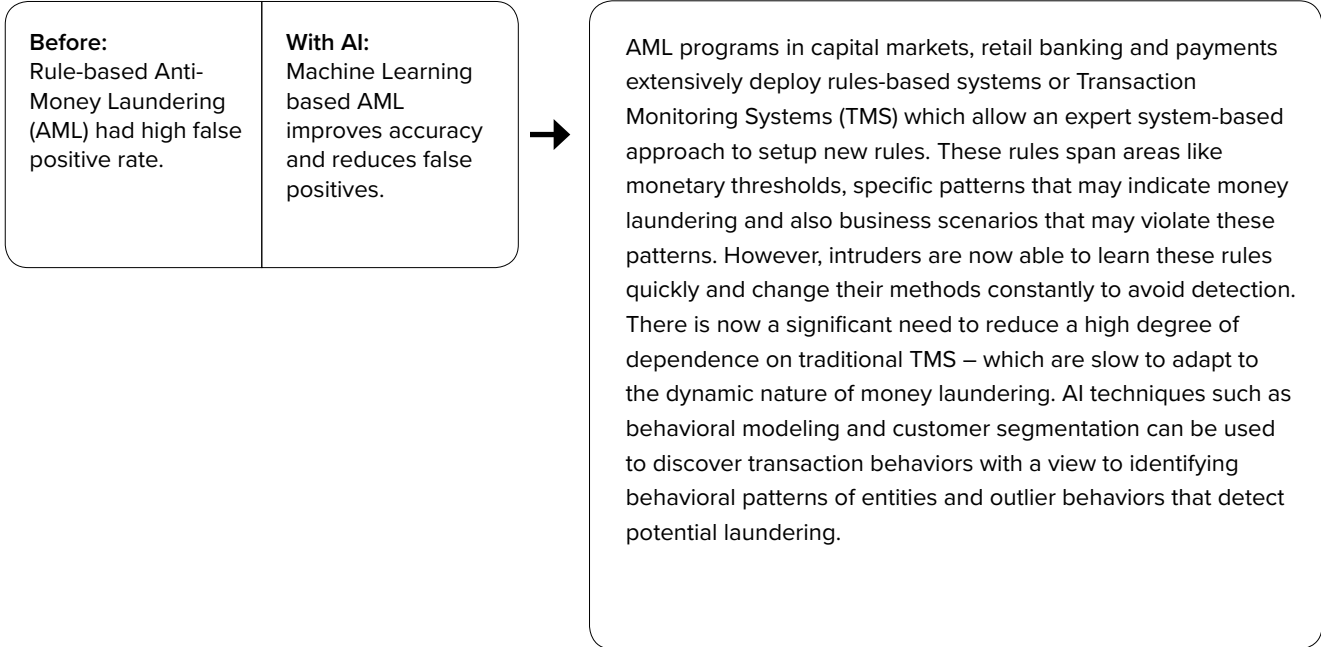 Before:
Rule-based Anti-
Money Laundering
(AML) had high false
positive rate.
With AI:
Machine Learning
based AML
improves accuracy
and reduces false
positives.
AML programs in capital markets, retail banking and payments
extensively deploy rules-based systems or Transaction
Monitoring Systems (TMS) which allow an expert system-based
approach to setup new rules. These rules span areas like
monetary thresholds, specific patterns that may indicate money
laundering and also business scenarios that may violate these
patterns. However, intruders are now able to learn these rules
quickly and change their methods constantly to avoid detection.
There is now a significant need to reduce a high degree of
dependence on traditional TMS – which are slow to adapt to
the dynamic nature of money laundering. AI techniques such as
behavioral modeling and customer segmentation can be used
to discover transaction behaviors with a view to identifying
behavioral patterns of entities and outlier behaviors that detect
potential laundering.